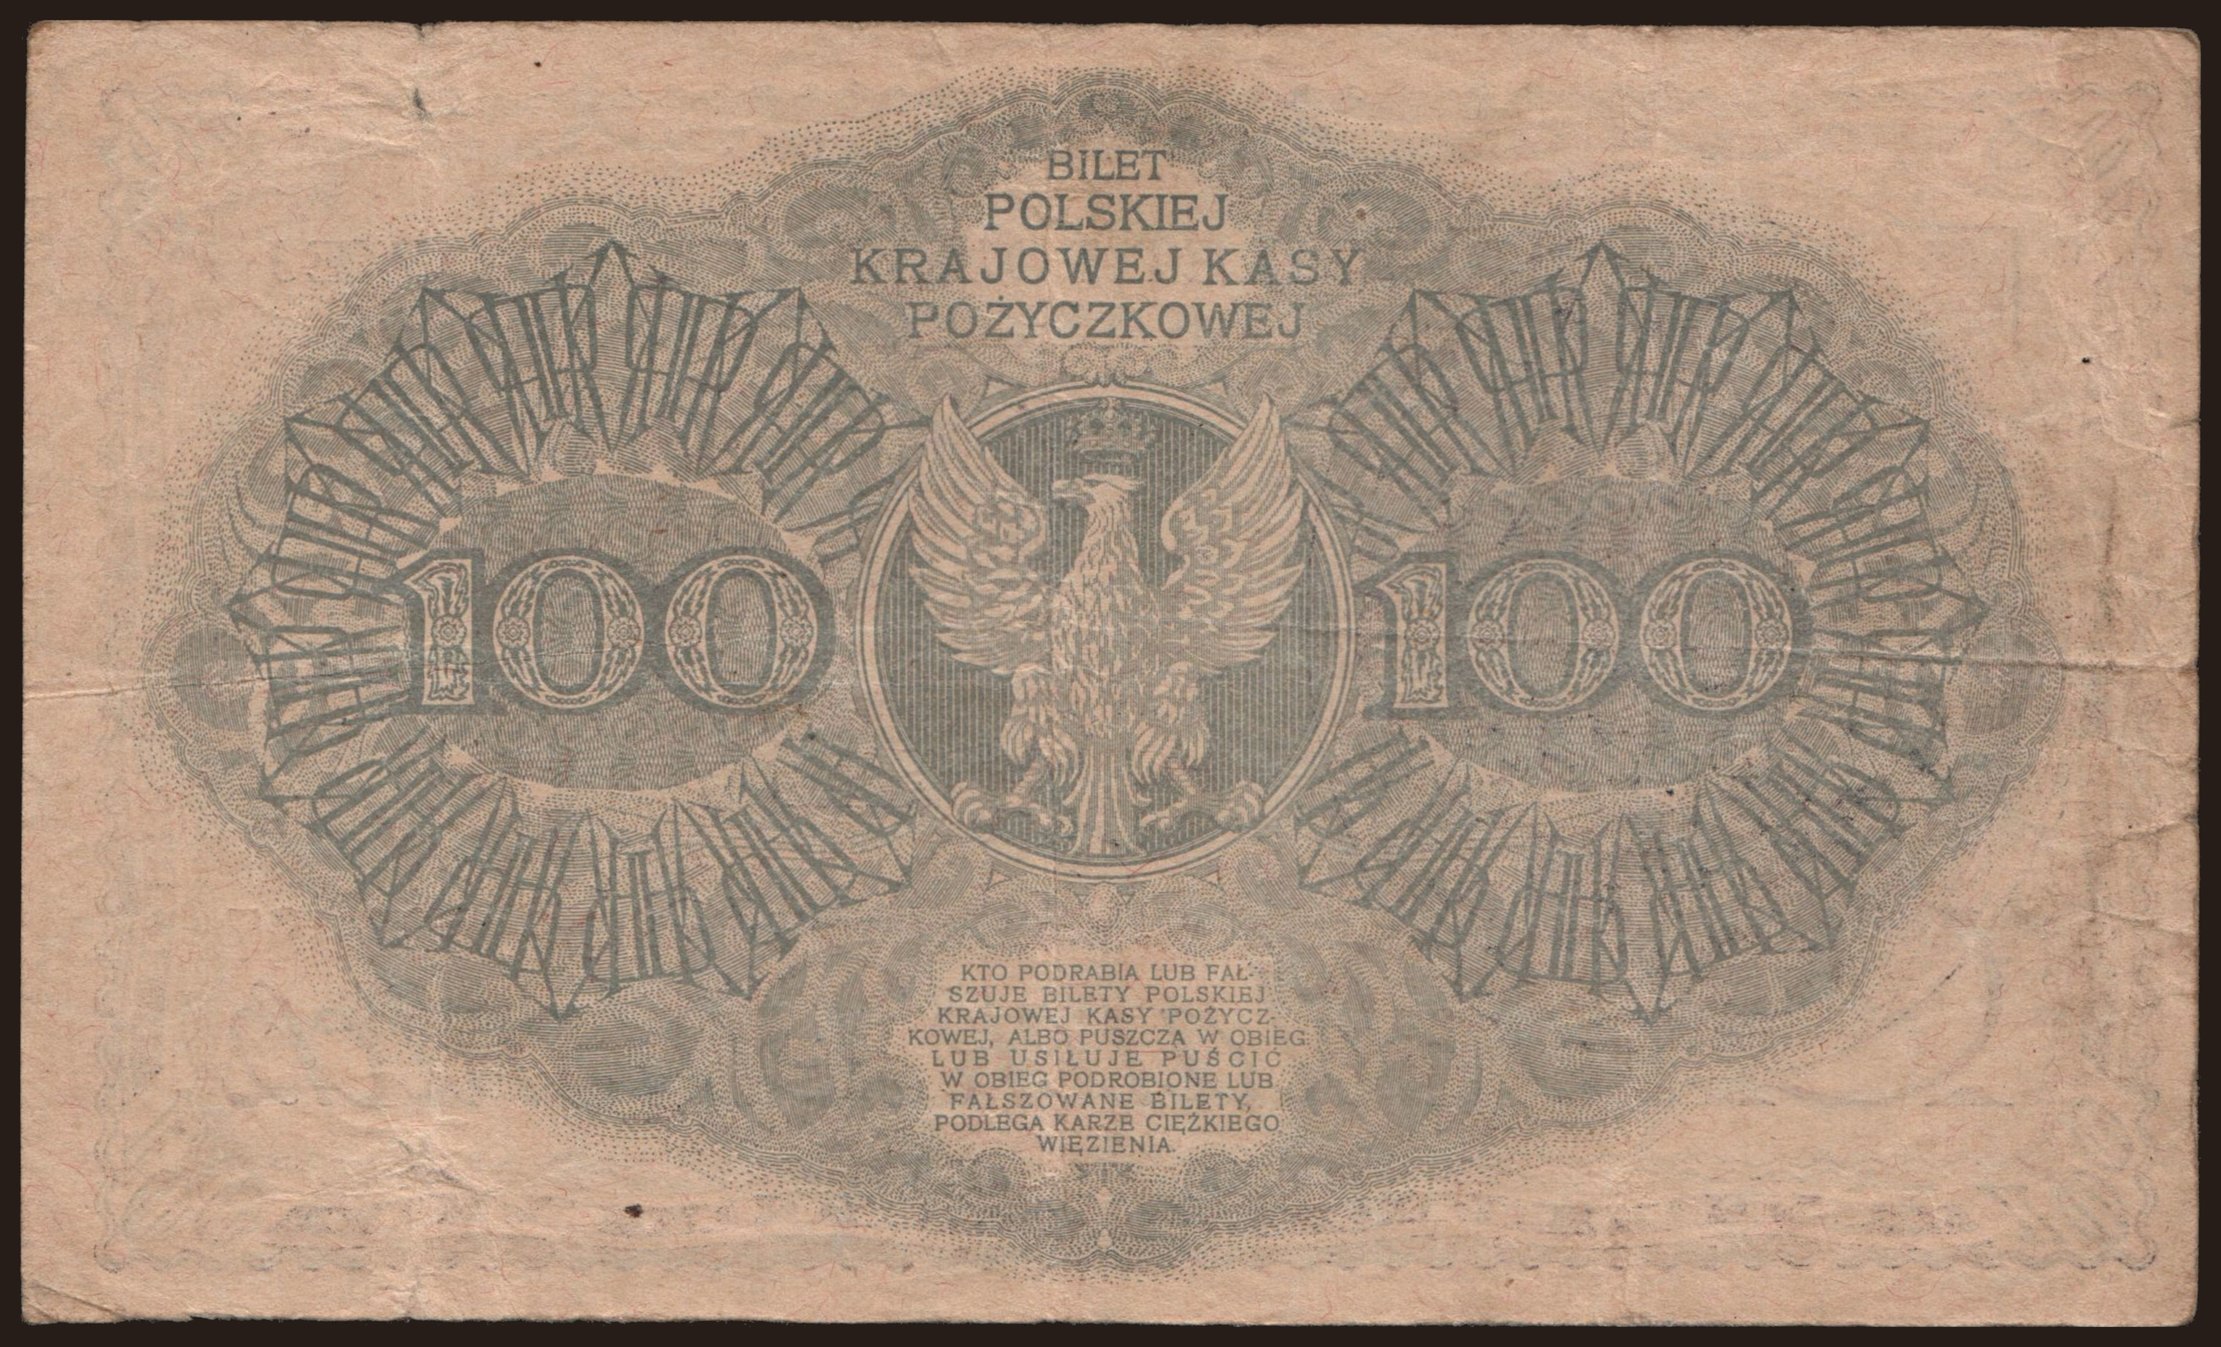 BILET
POLSKIEJ
KRAJOWEJ KASY
POŻYCZKOWEJ
100 100
KTO PODRABIA LUB FAŁ-
SZUJE BILETY POLSKIEJ
KRAJOWEJ KASY POŻYCZ-
KOWEJ, ALBO PUSZCZA W OBIEG
LUB USIŁUJE PUŚCIĆ
W OBIEG PODROBIONE LUB
FAŁSZOWANE BILETY,
PODLEGA KARZE CIĘŻKIEGO
WIĘZIENIA.